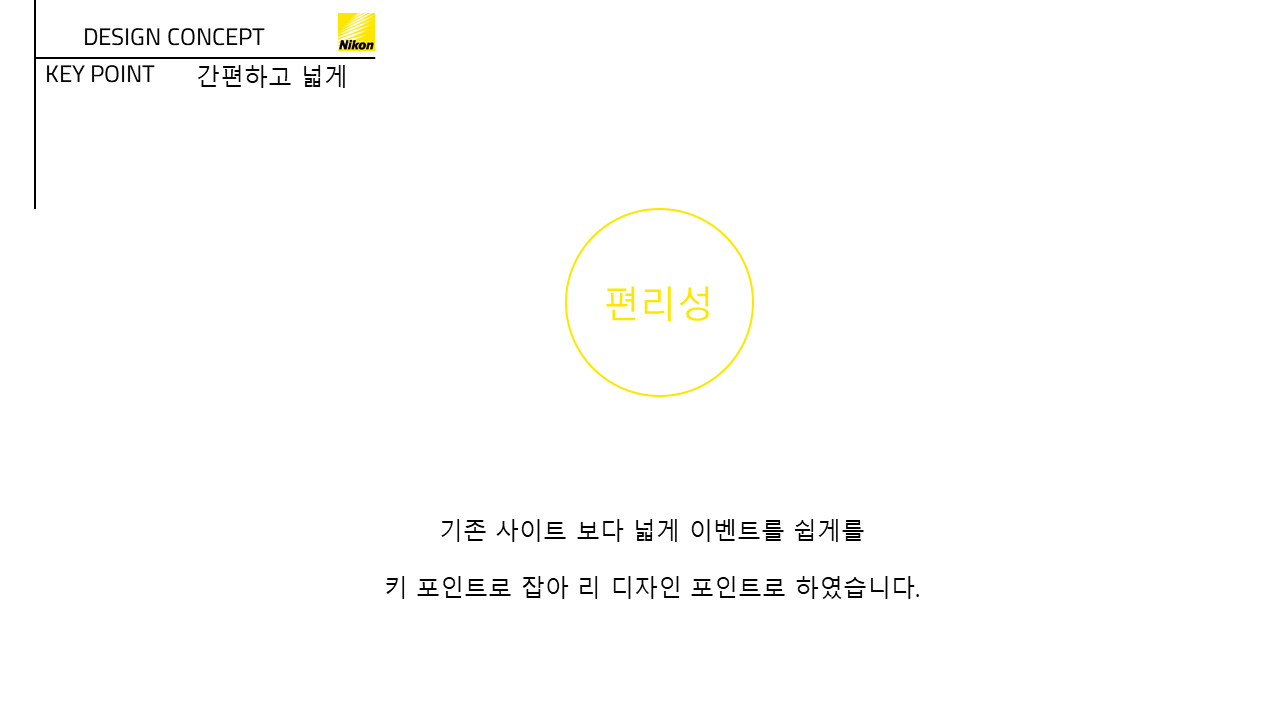 DESIGN CONCEPT
Nikon
KEY POINT 간편하고 넓게
편리성
기존 사이트 보다 넓게 이벤트를 쉽게를
키 포인트로 잡아 리 디자인 포인트로 하였습니다.